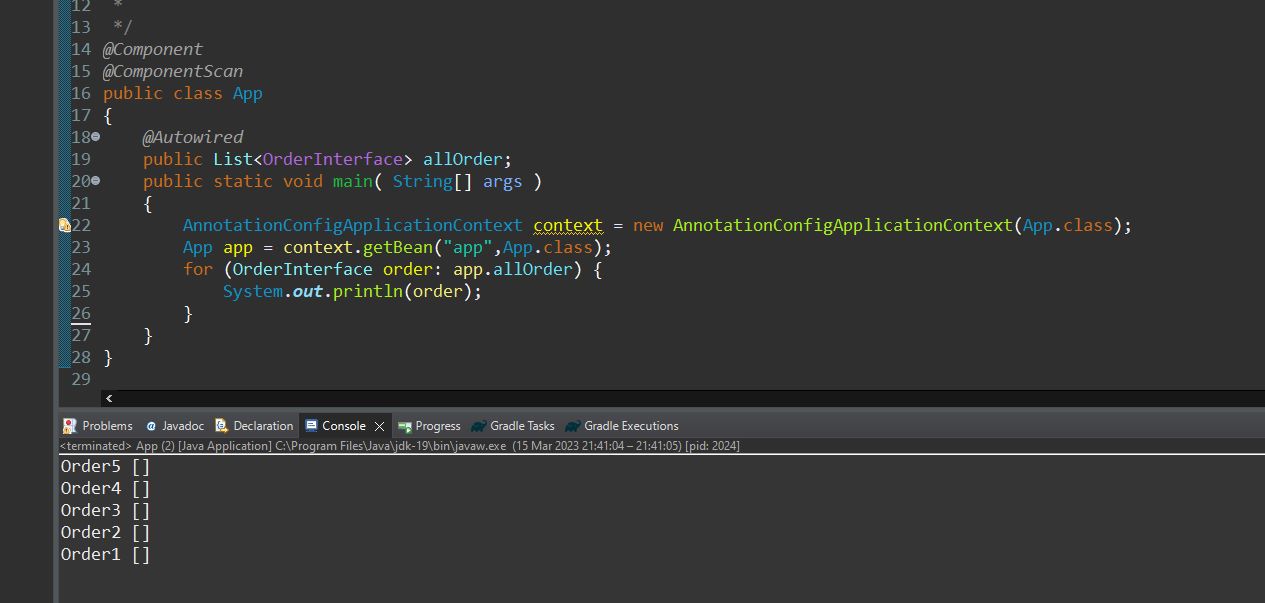 12 *
13 */
14 @Component
15 @ComponentScan
16 public class App
17 {
18 @Autowired
19 public List<OrderInterface> allOrder;
20 public static void main( String[] args )
21 {
22 AnnotationConfigApplicationContext context = new AnnotationConfigApplicationContext(App.class);
23 App app = context.getBean("app",App.class);
24 for (OrderInterface order: app.allOrder) {
25 System.out.println(order);
26 }
27 }
28 }
29
Problems Javadoc Declaration Console Progress Gradle Tasks Gradle Executions
<terminated> App (2) [Java Application] C:\Program Files\Java\jdk-19\bin\javaw.exe (15 Mar 2023 21:41:04 – 21:41:05) [pid: 2024]
Order5 []
Order4 []
Order3 []
Order2 []
Order1 []